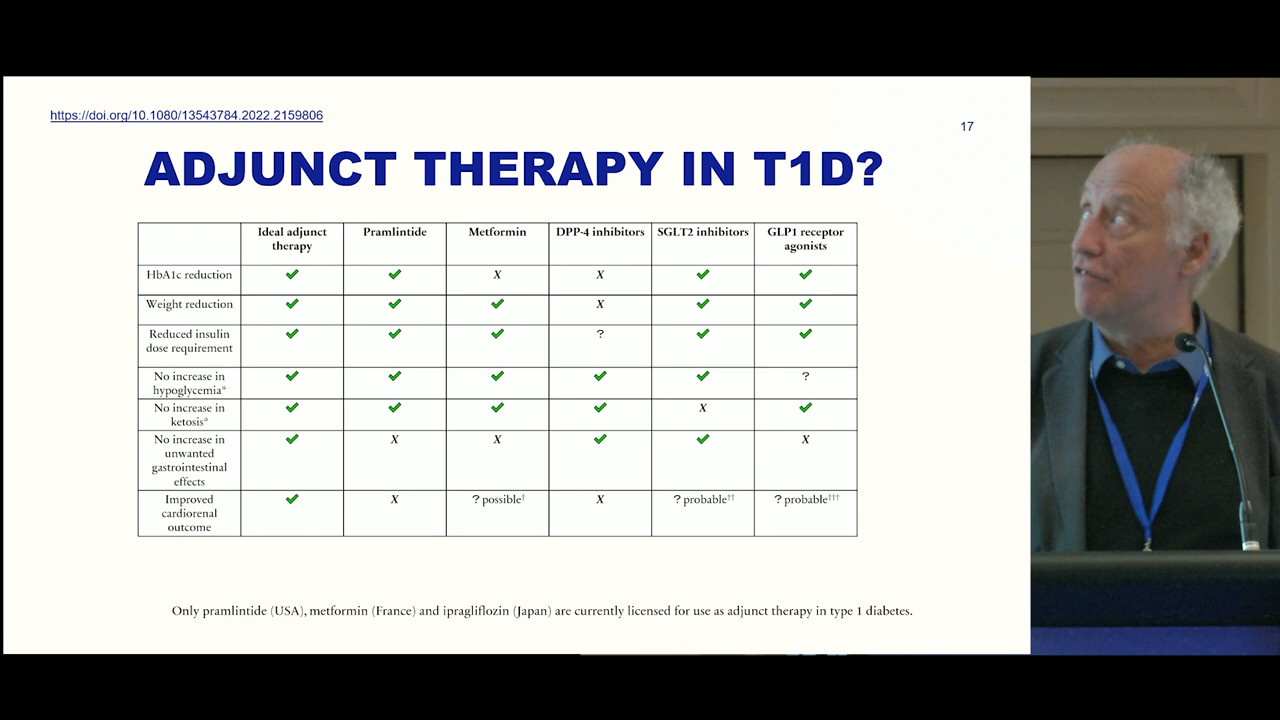 https://doi.org/10.1080/13543784.2022.2159806
17
ADJUNCT THERAPY IN T1D?
Ideal adjunct therapy Pramlintide Metformin DPP-4 inhibitors SGLT2 inhibitors GLP1 receptor agonists
HbA1c reduction ✔ ✔ X X ✔ ✔
Weight reduction ✔ ✔ ✔ X ✔ ✔
Reduced insulin dose requirement ✔ ✔ ✔ ? ✔ ✔
No increase in hypoglycemia* ✔ ✔ ✔ ✔ ✔ ?
No increase in ketosis* ✔ ✔ ✔ ✔ X ✔
No increase in unwanted gastrointestinal effects ✔ X X ✔ ✔ X
Improved cardiorenal outcome ✔ X ? possible† X ? probable†† ? probable†††
Only pramlintide (USA), metformin (France) and ipragliflozin (Japan) are currently licensed for use as adjunct therapy in type 1 diabetes.